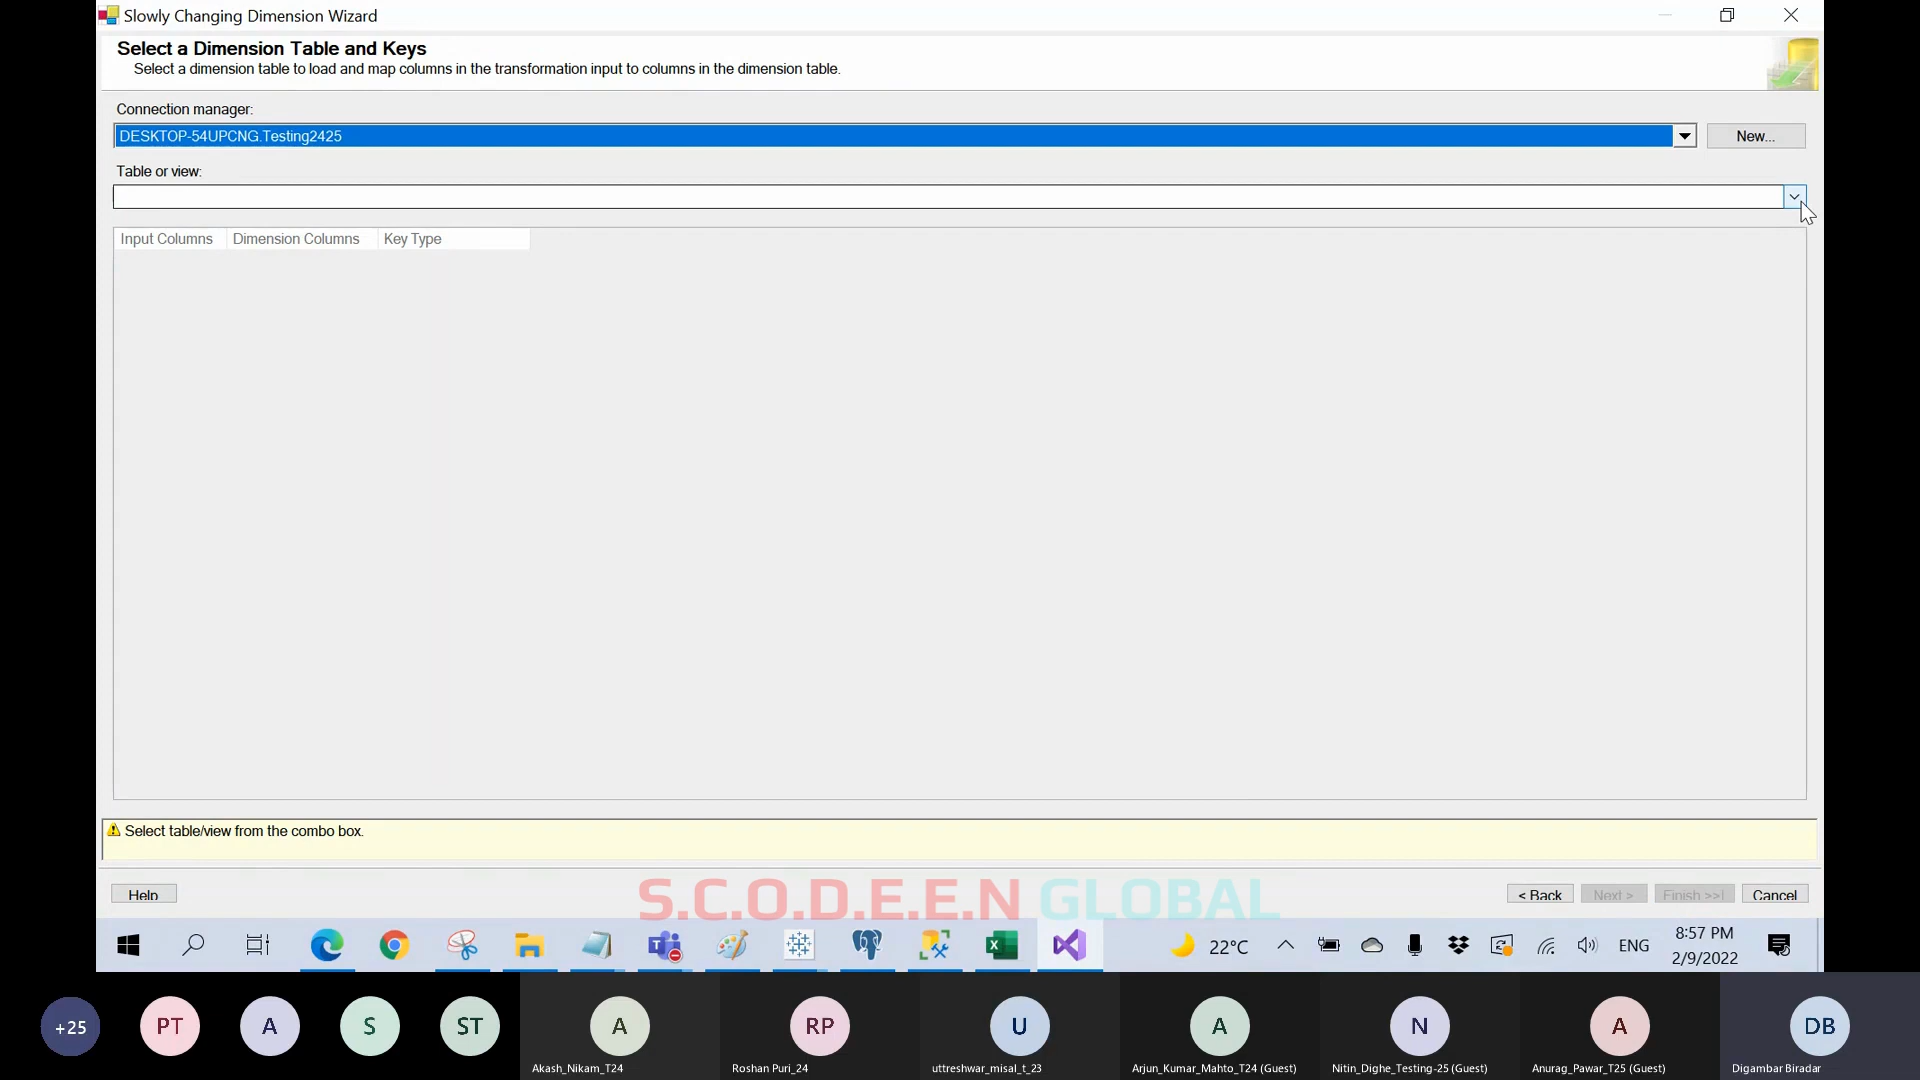 Slowly Changing Dimension Wizard
Select a Dimension Table and Keys
Select a dimension table to load and map columns in the transformation input to columns in the dimension table.
Connection manager:
DESKTOP-54UPCNG.Testing2425
New...
Table or view:
Input Columns Dimension Columns Key Type
Select table/view from the combo box.
Help
< Back Next > Finish >>| Cancel
S.C.O.D.E.E.N GLOBAL
22°C ENG
8:57 PM
2/9/2022
+25 PT A S ST A RP U A N A DB
Akash_Nikam_T24 Roshan Puri_24 uttreshwar_misal_t_23 Arjun_Kumar_Mahto_T24 (Guest) Nitin_Dighe_Testing-25 (Guest) Anurag_Pawar_T25 (Guest) Digambar Biradar